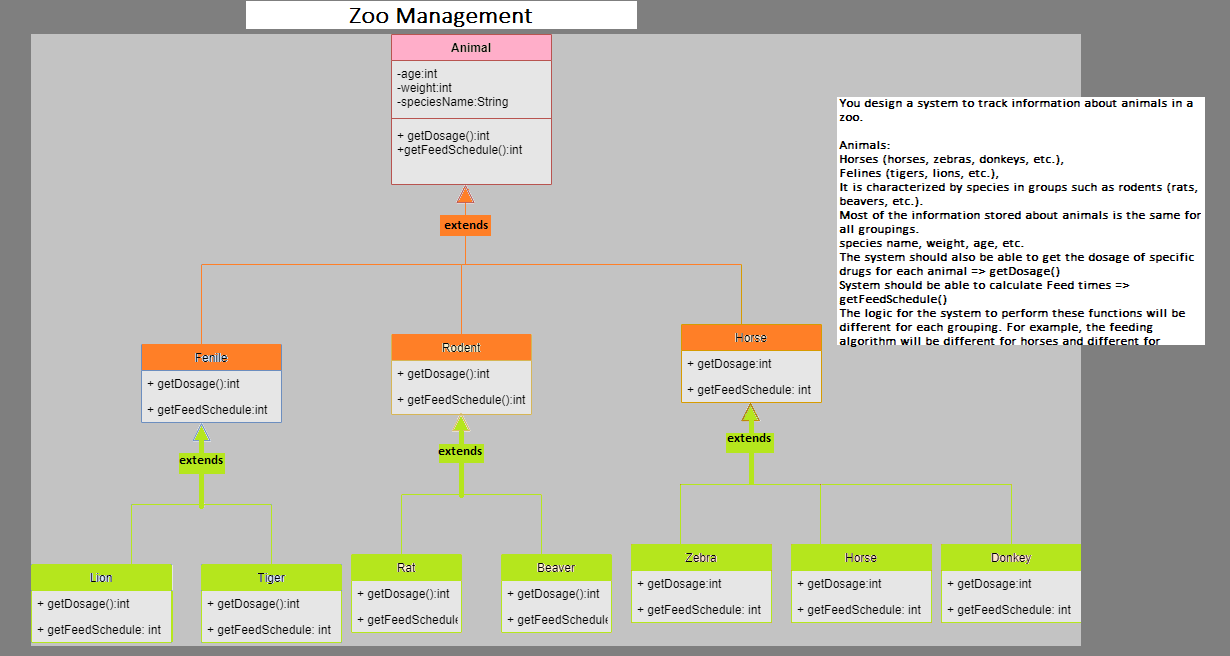 Zoo Management
Animal
-age:int
-weight:int
-speciesName:String
+ getDosage():int
+getFeedSchedule():int
You design a system to track information about animals in a
zoo.
Animals:
Horses (horses, zebras, donkeys, etc.),
Felines (tigers, lions, etc.),
It is characterized by species in groups such as rodents (rats,
beavers, etc.).
Most of the information stored about animals is the same for
all groupings.
species name, weight, age, etc.
The system should also be able to get the dosage of specific
drugs for each animal => getDosage()
System should be able to calculate Feed times =>
getFeedSchedule()
The logic for the system to perform these functions will be
different for each grouping. For example, the feeding
algorithm will be different for horses and different for
extends
Fenile
+ getDosage():int
+ getFeedSchedule:int
Rodent
+ getDosage():int
+ getFeedSchedule():int
Horse
+ getDosage:int
+ getFeedSchedule: int
extends
extends
extends
Lion
+ getDosage():int
+ getFeedSchedule: int
Tiger
+ getDosage():int
+ getFeedSchedule: int
Rat
+ getDosage():int
+ getFeedSchedule
Beaver
+ getDosage():int
+ getFeedSchedule
Zebra
+ getDosage:int
+ getFeedSchedule: int
Horse
+ getDosage:int
+ getFeedSchedule: int
Donkey
+ getDosage:int
+ getFeedSchedule: int